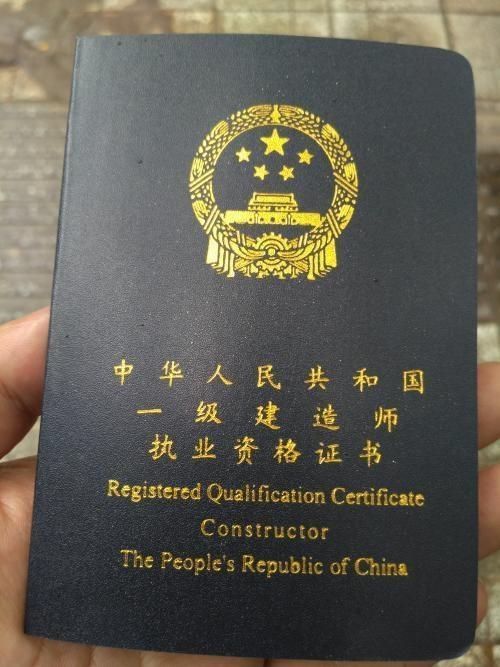 中华人民共和国
一级建造师
执业资格证书
Registered Qualification Certificate
Constructor
The People's Republic of China